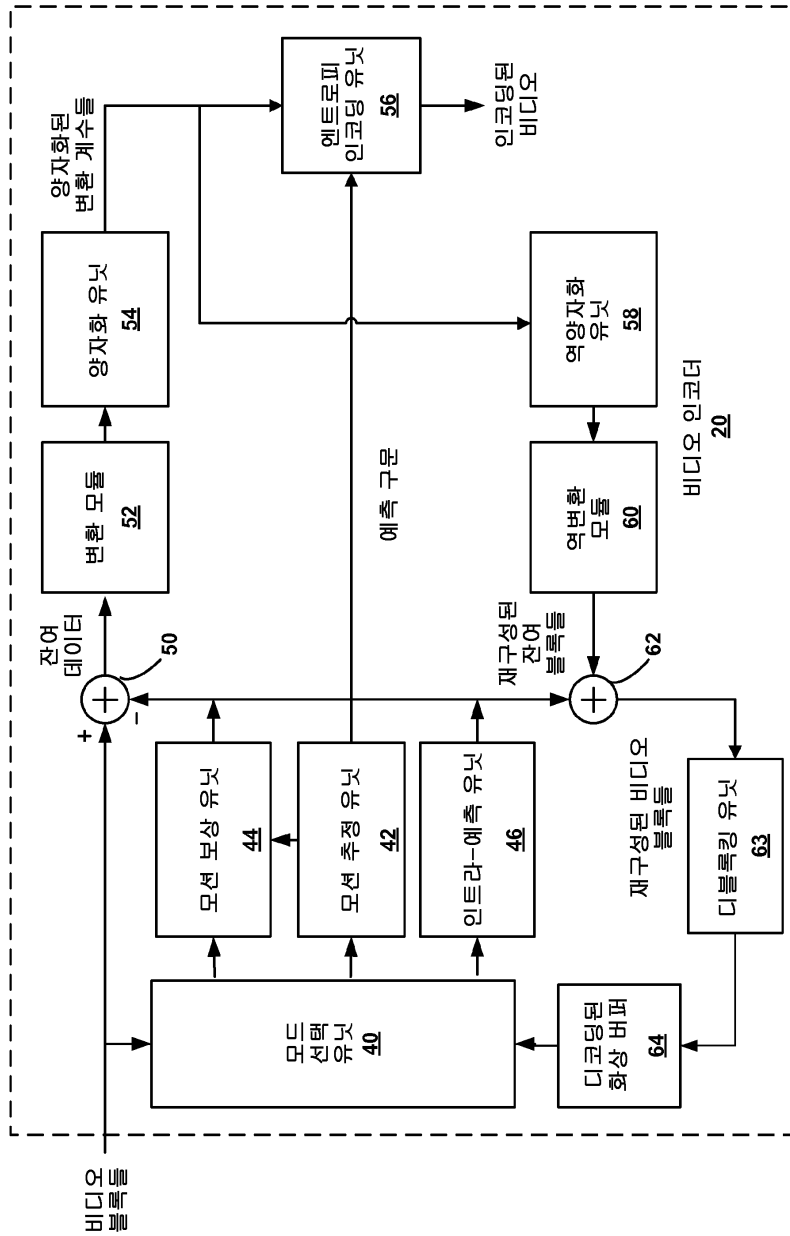 비디오
블록들
+
−
잔여
데이터
50
변환 모듈
52
양자화 유닛
54
양자화된
변환 계수들
엔트로피
인코딩 유닛
56
인코딩된
비디오
모드
선택
유닛
40
모션 보상 유닛
44
모션 추정 유닛
42
인트라-예측 유닛
46
예측 구문
역양자화
유닛
58
역변환
모듈
60
재구성된
잔여
블록들
62
재구성된 비디오
블록들
디블록킹 유닛
63
디코딩된
화상 버퍼
64
비디오 인코더
20